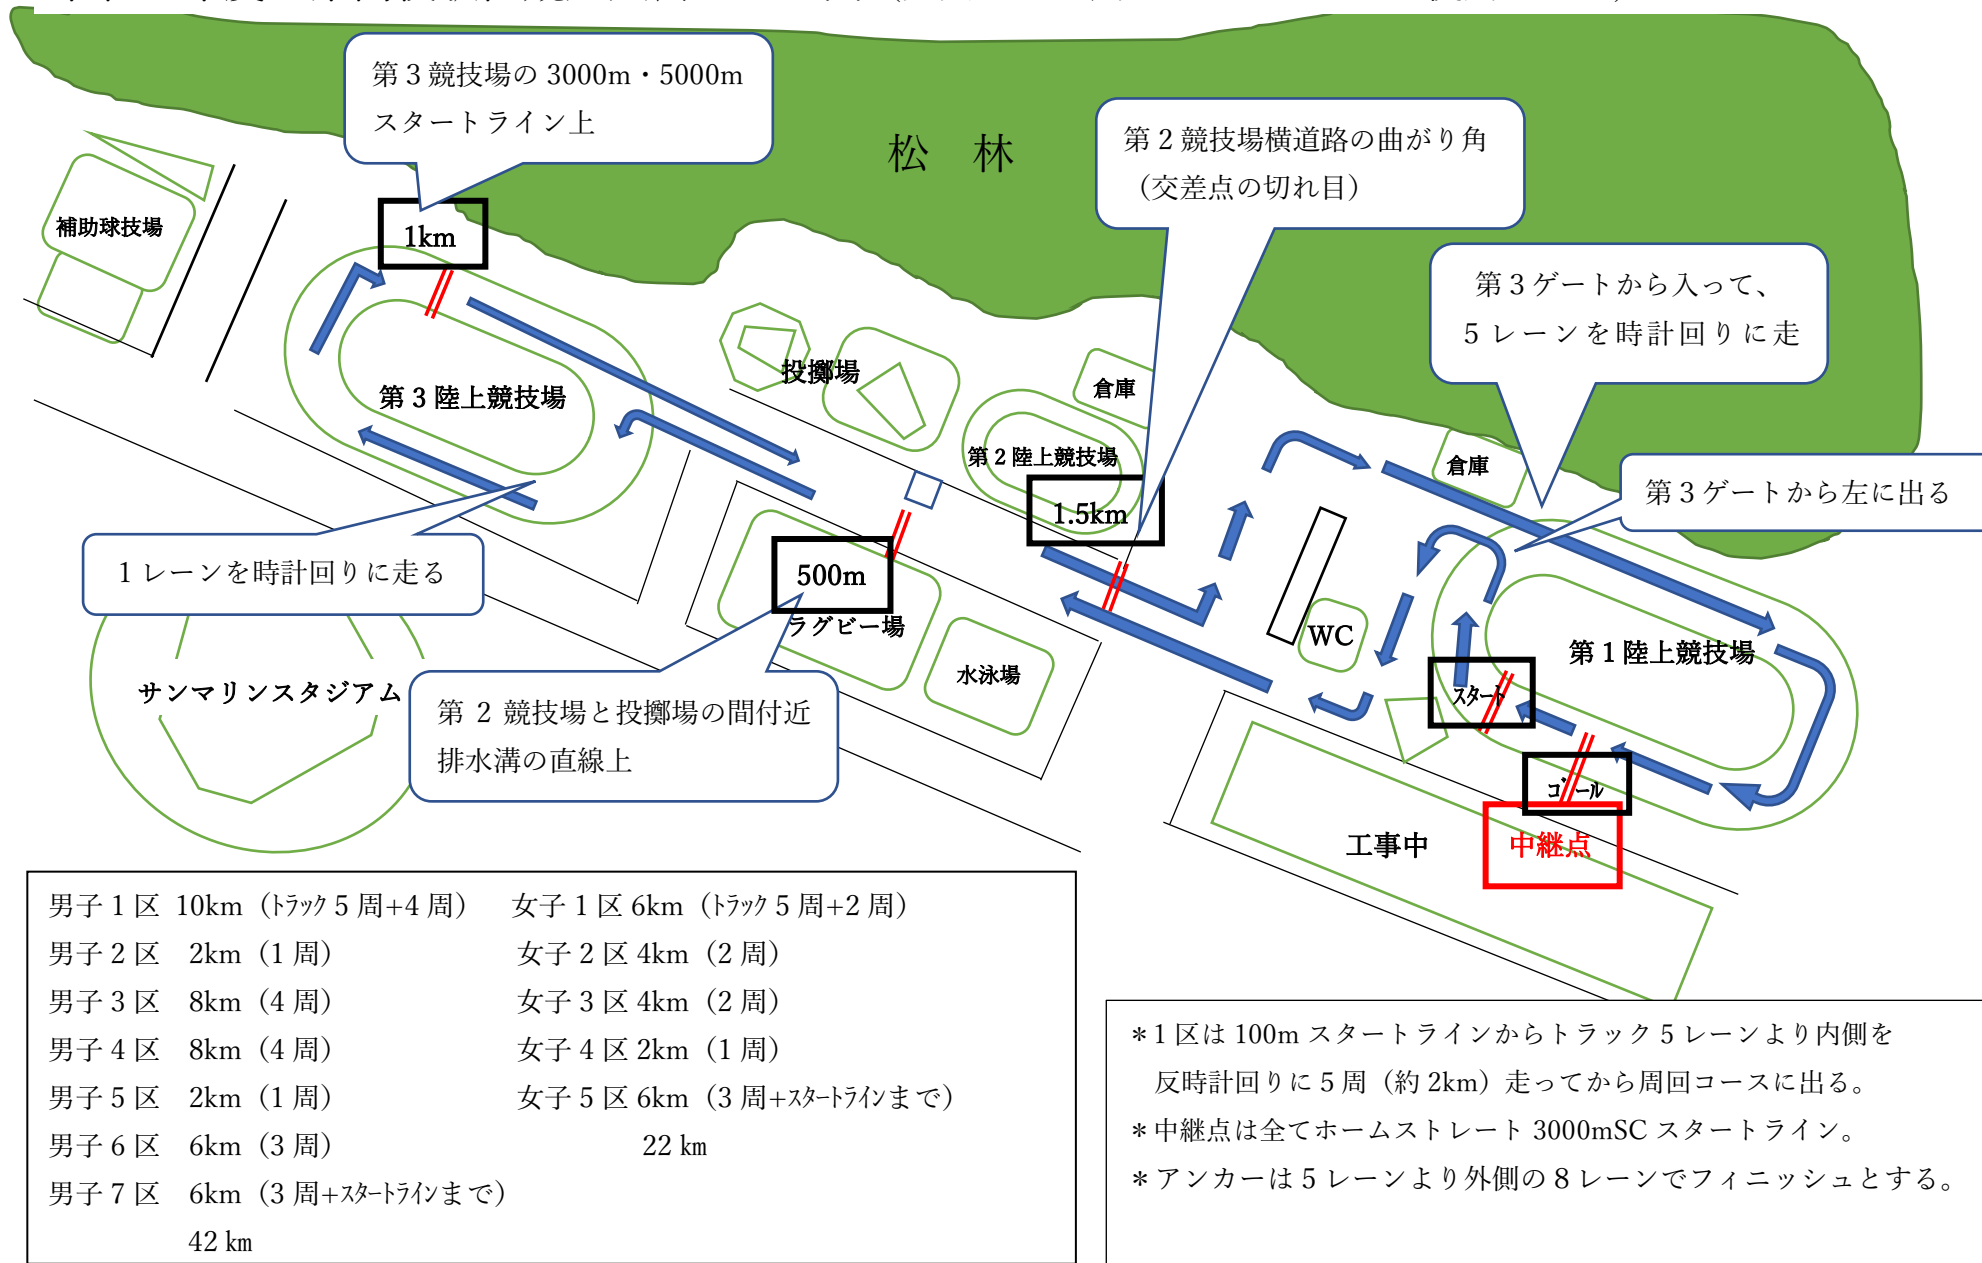 第３競技場の 3000m・5000m
スタートライン上
松　林
第２競技場横道路の曲がり角
（交差点の切れ目）
補助球技場
1km
第３ゲートから入って、
５レーンを時計回りに走
投擲場
倉庫
第３陸上競技場
第２陸上競技場
倉庫
第３ゲートから左に出る
1.5km
1レーンを時計回りに走る
500m
ラグビー場
WC
第１陸上競技場
水泳場
サンマリンスタジアム
スタート
第 ２ 競技場と投擲場の間付近
排水溝の直線上
ゴール
工事中
中継点
男子１区 10km（トラック５周+４周）　女子１区 6km（トラック５周+２周）
男子２区　2km（１周）　女子２区 4km（２周）
男子３区　8km（４周）　女子３区 4km（２周）
男子４区　8km（４周）　女子４区 2km（１周）
男子５区　2km（１周）　女子５区 6km（３周+スタートラインまで）
男子６区　6km（３周）　22 ㎞
男子７区　6km（３周+スタートラインまで）
42 ㎞
＊1 区は 100m スタートラインからトラック５レーンより内側を
反時計回りに５周（約 2km）走ってから周回コースに出る。
＊中継点は全てホームストレート 3000mSC スタートライン。
＊アンカーは５レーンより外側の８レーンでフィニッシュとする。